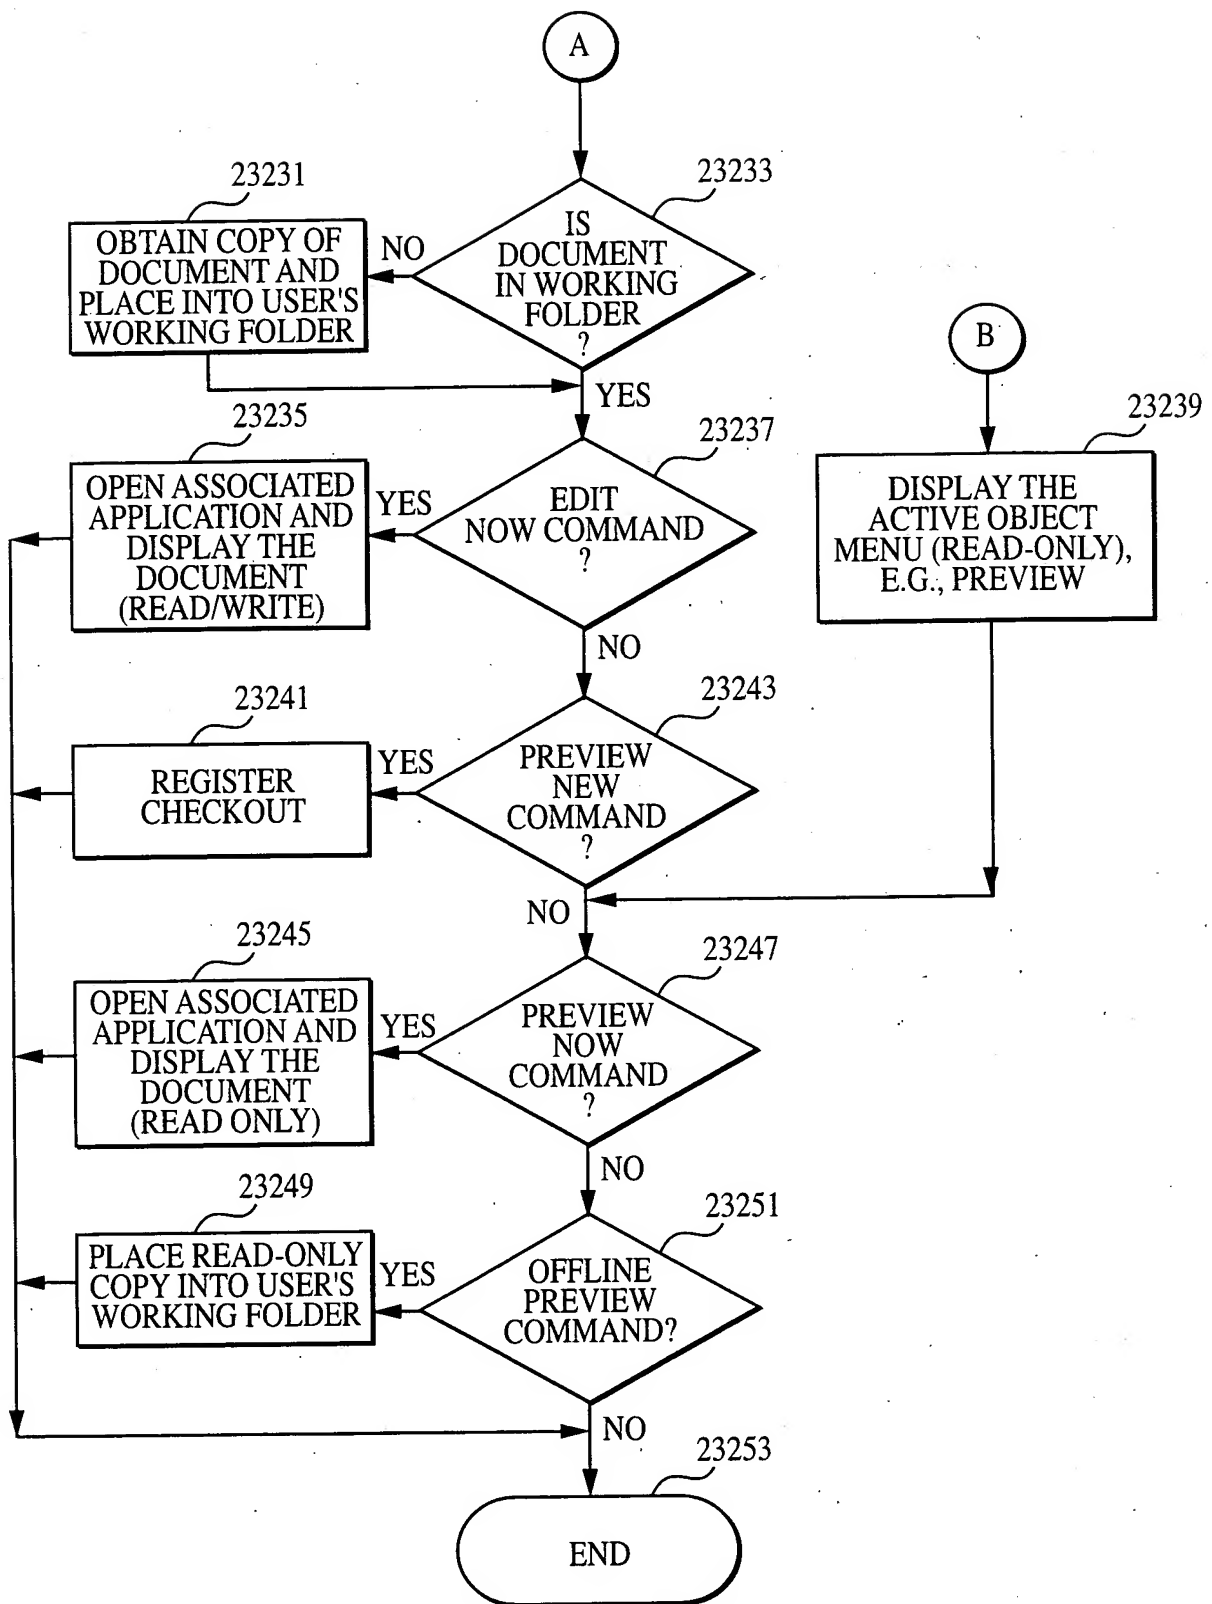 A
23231
23233
OBTAIN COPY OF
DOCUMENT AND
PLACE INTO USER'S
WORKING FOLDER
NO
IS
DOCUMENT
IN WORKING
FOLDER
?
B
YES
23235
23237
23239
OPEN ASSOCIATED
APPLICATION AND
DISPLAY THE
DOCUMENT
(READ/WRITE)
YES
EDIT
NOW COMMAND
?
DISPLAY THE
ACTIVE OBJECT
MENU (READ-ONLY),
E.G., PREVIEW
NO
23241
23243
REGISTER
CHECKOUT
YES
PREVIEW
NEW
COMMAND
?
NO
23245
23247
OPEN ASSOCIATED
APPLICATION AND
DISPLAY THE
DOCUMENT
(READ ONLY)
YES
PREVIEW
NOW
COMMAND
?
NO
23249
23251
PLACE READ-ONLY
COPY INTO USER'S
WORKING FOLDER
YES
OFFLINE
PREVIEW
COMMAND?
NO
23253
END